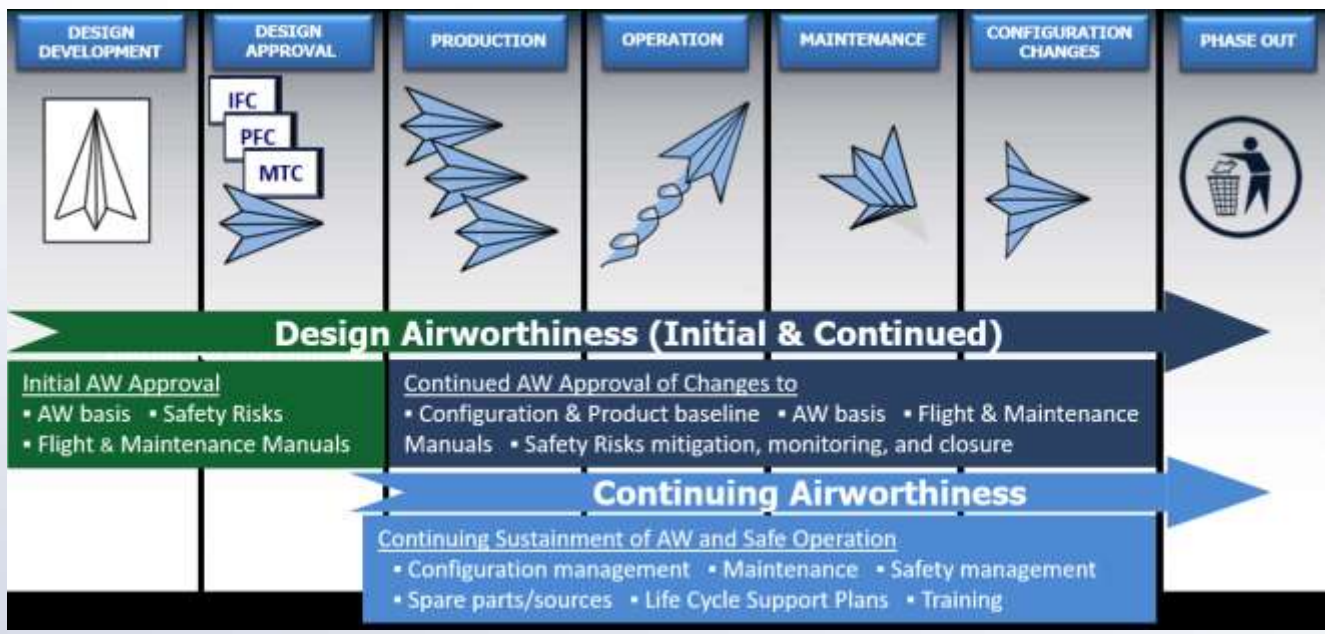 DESIGN
DEVELOPMENT
DESIGN
APPROVAL
PRODUCTION
OPERATION
MAINTENANCE
CONFIGURATION
CHANGES
PHASE OUT
IFC
PFC
MTC
Design Airworthiness (Initial & Continued)
Initial AW Approval
▪ AW basis ▪ Safety Risks
▪ Flight & Maintenance Manuals
Continued AW Approval of Changes to
▪ Configuration & Product baseline ▪ AW basis ▪ Flight & Maintenance
Manuals ▪ Safety Risks mitigation, monitoring, and closure
Continuing Airworthiness
Continuing Sustainment of AW and Safe Operation
▪ Configuration management ▪ Maintenance ▪ Safety management
▪ Spare parts/sources ▪ Life Cycle Support Plans ▪ Training